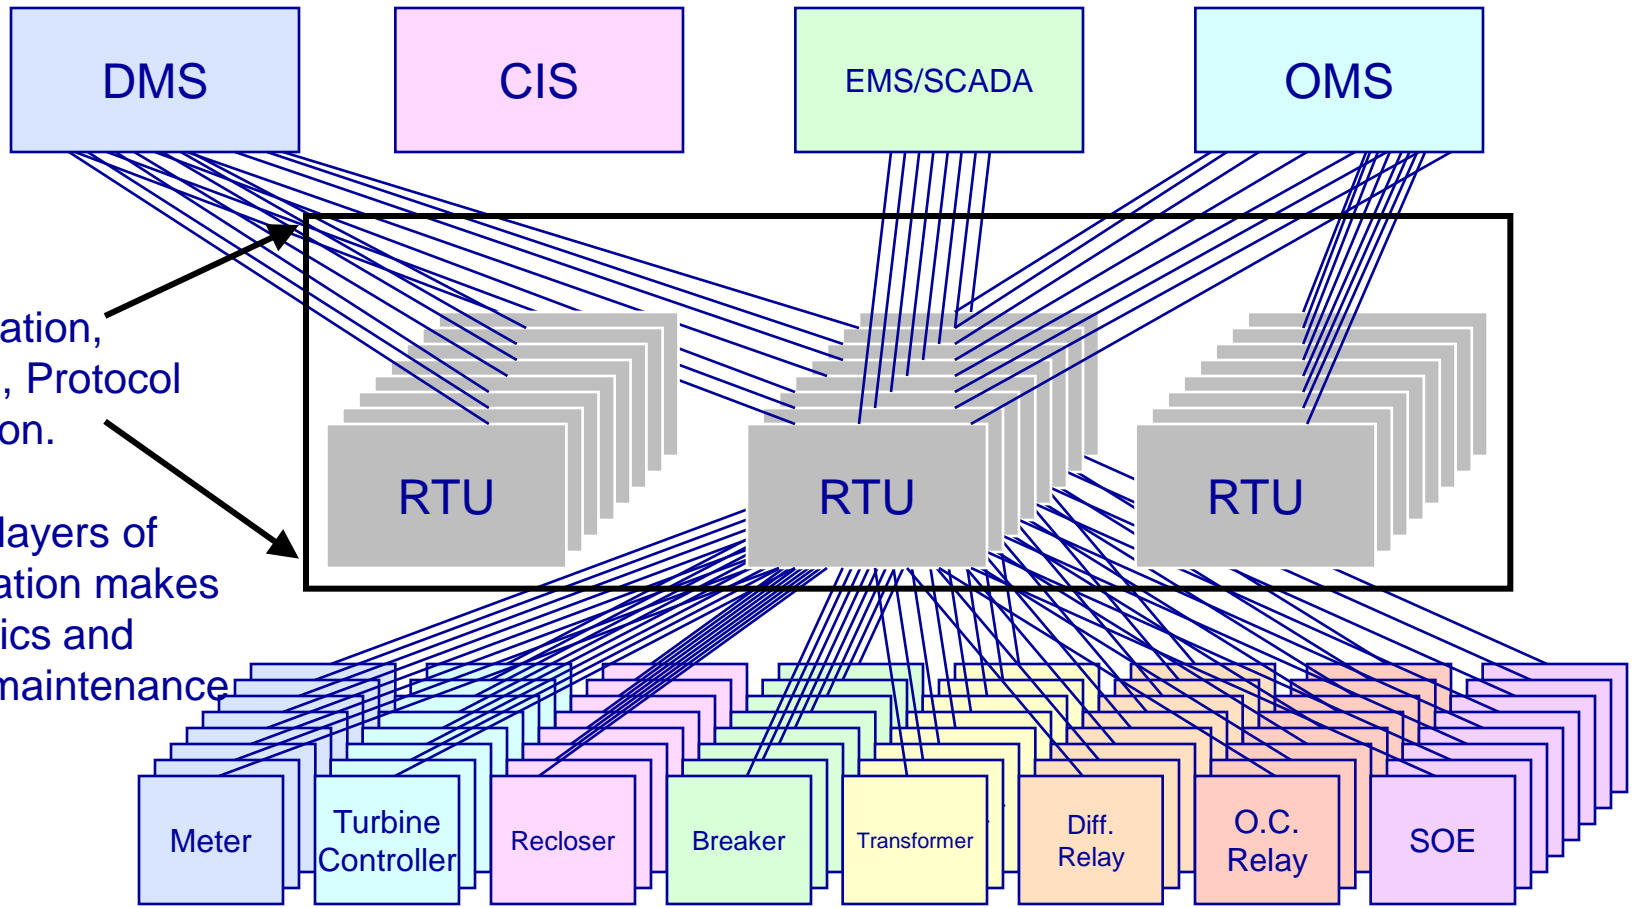 DMS
CIS
EMS/SCADA
OMS
ation,
, Protocol
on.
layers of
ation makes
ics and
maintenance
RTU
RTU
RTU
Meter
Turbine
Controller
Recloser
Breaker
Transformer
Diff.
Relay
O.C.
Relay
SOE